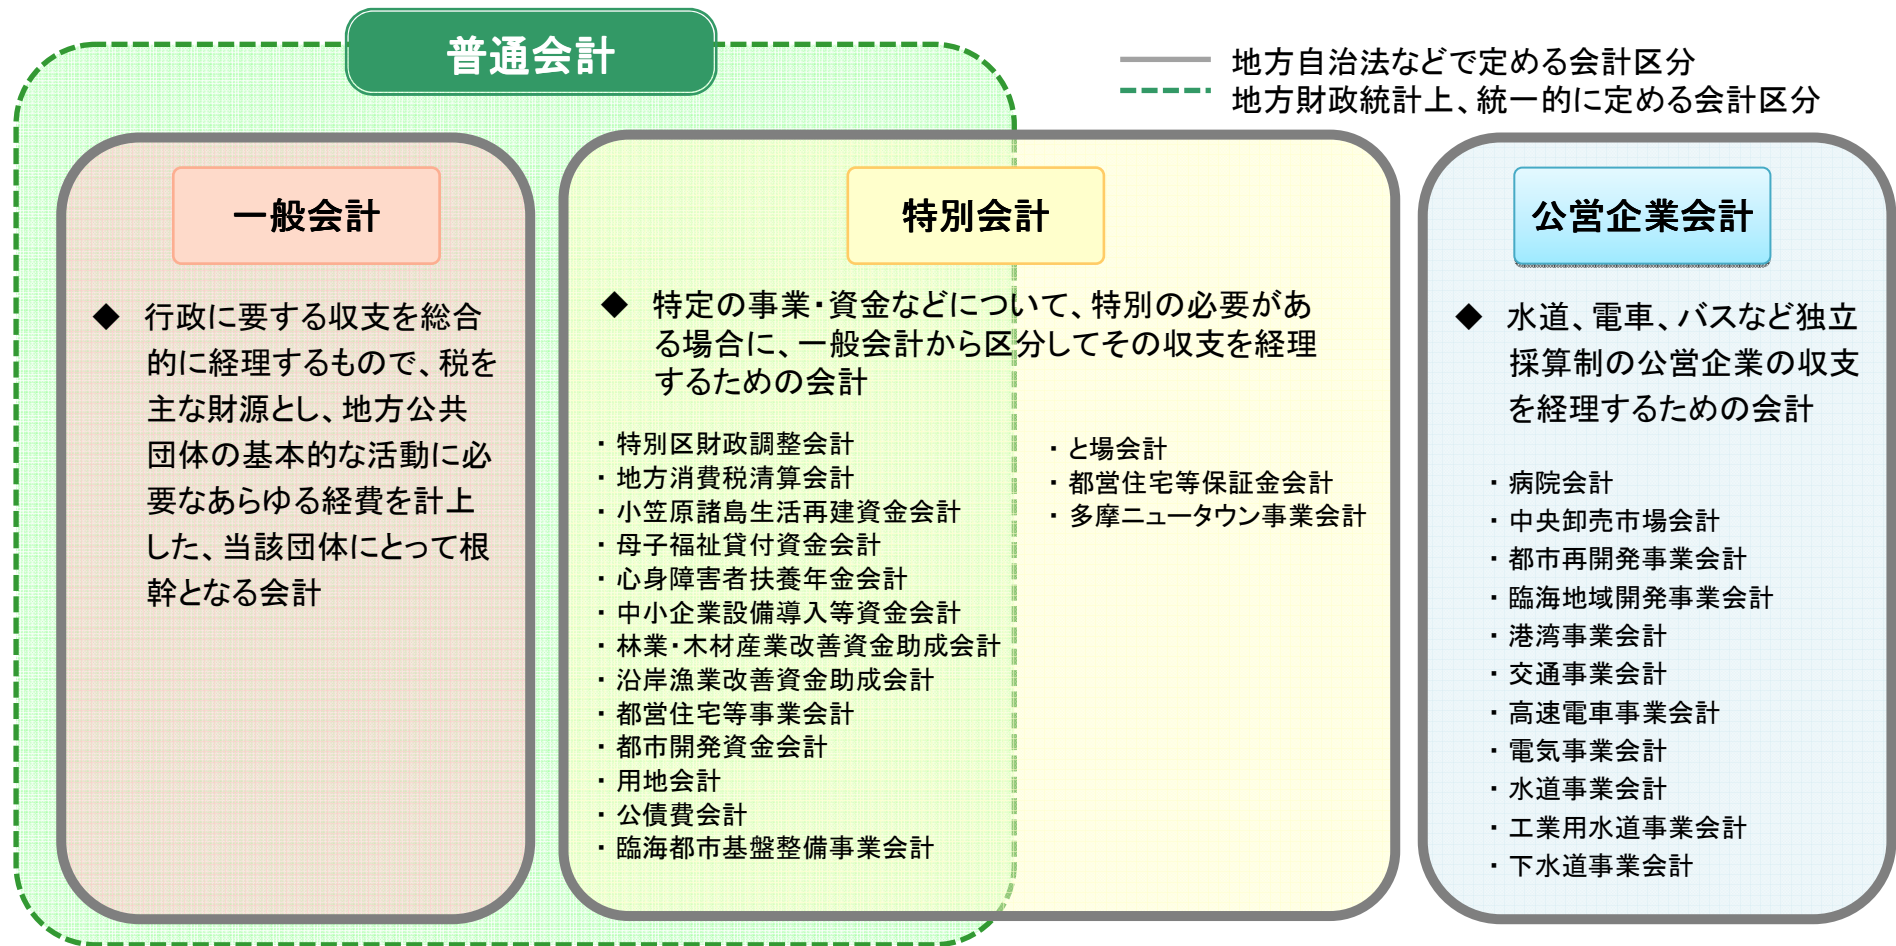 普通会計
地方自治法などで定める会計区分
地方財政統計上、統一的に定める会計区分
一般会計
◆ 行政に要する収支を総合
的に経理するもので、税を
主な財源とし、地方公共
団体の基本的な活動に必
要なあらゆる経費を計上
した、当該団体にとって根
幹となる会計
特別会計
◆ 特定の事業・資金などについて、特別の必要があ
る場合に、一般会計から区分してその収支を経理
するための会計
・特別区財政調整会計
・地方消費税清算会計
・小笠原諸島生活再建資金会計
・母子福祉貸付資金会計
・心身障害者扶養年金会計
・中小企業設備導入等資金会計
・林業・木材産業改善資金助成会計
・沿岸漁業改善資金助成会計
・都営住宅等事業会計
・都市開発資金会計
・用地会計
・公債費会計
・臨海都市基盤整備事業会計
・と場会計
・都営住宅等保証金会計
・多摩ニュータウン事業会計
公営企業会計
◆ 水道、電車、バスなど独立
採算制の公営企業の収支
を経理するための会計
・病院会計
・中央卸売市場会計
・都市再開発事業会計
・臨海地域開発事業会計
・港湾事業会計
・交通事業会計
・高速電車事業会計
・電気事業会計
・水道事業会計
・工業用水道事業会計
・下水道事業会計